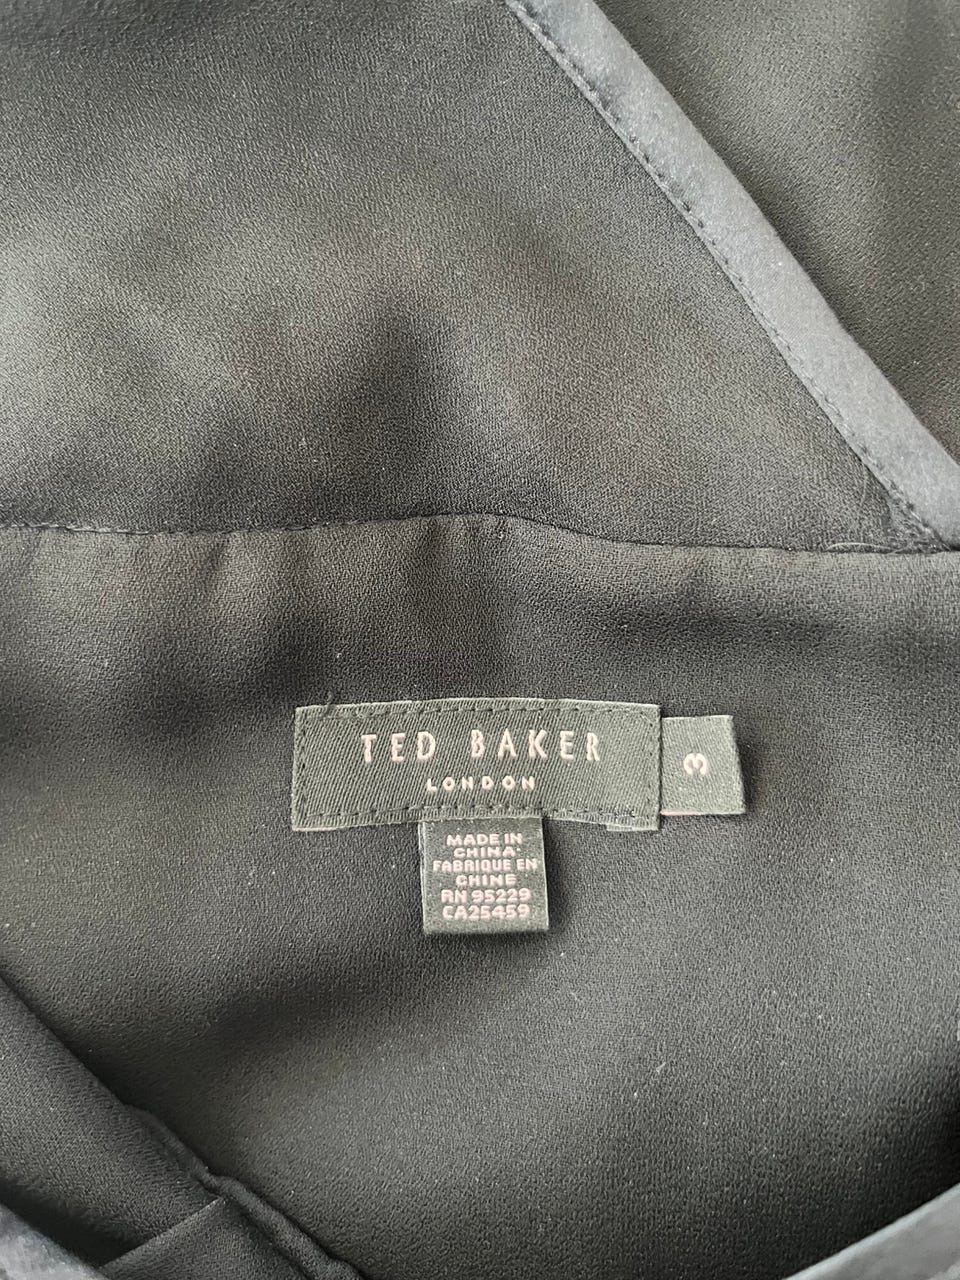 TED BAKER
LONDON
3
MADE IN
CHINA
FABRIQUE EN
CHINE
RN 95229
CA25459